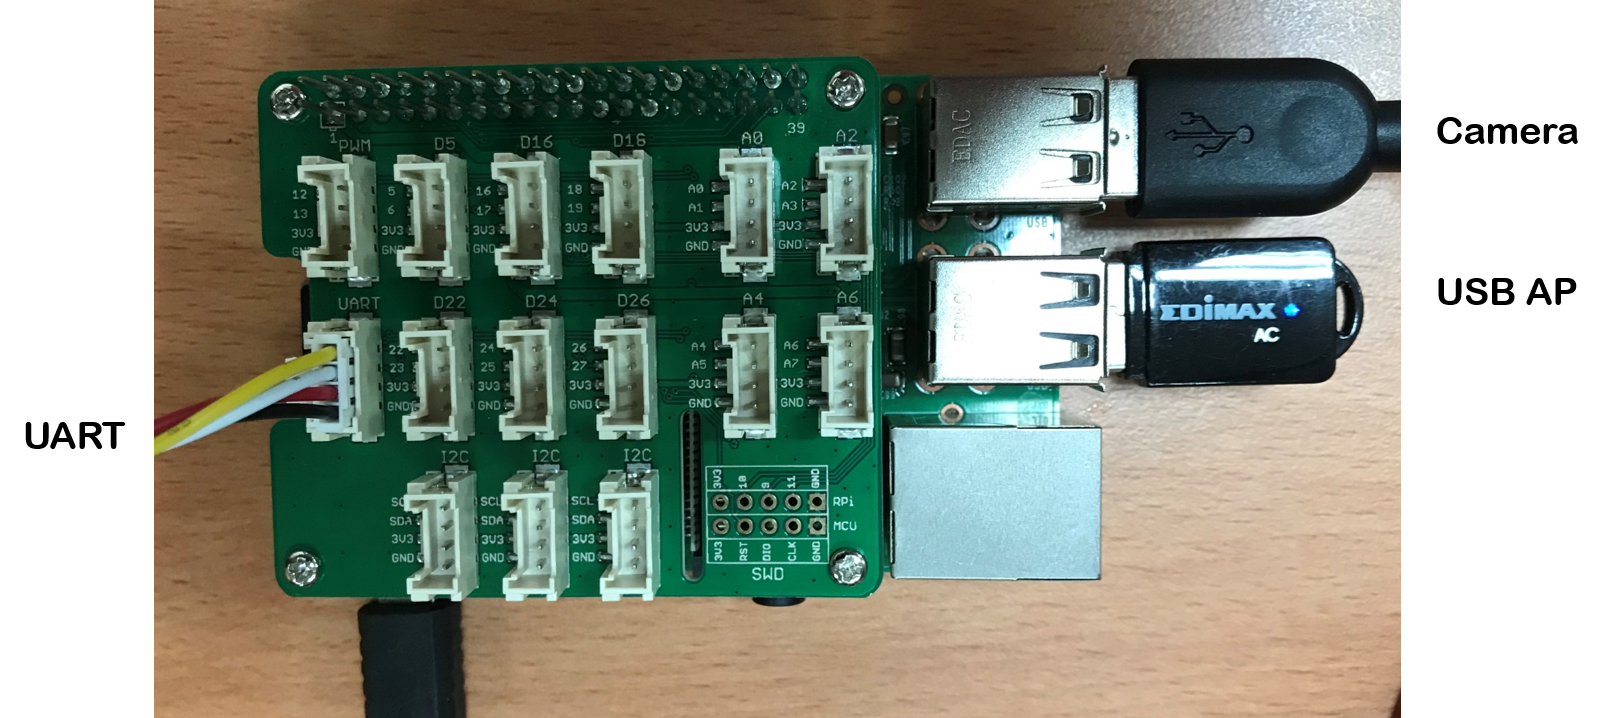 Camera
USB AP
UART
EDAC
EDiMAX
AC
USB
1
39
PWM
D5
D16
D18
A0
A2
12
13
3V3
5
6
3V3
GND
16
17
3V3
GND
18
19
3V3
GND
A0
A1
3V3
GND
A2
A3
3V3
GND
UART
D22
D24
D26
A4
A6
22
23
3V3
GND
24
25
3V3
GND
26
27
3V3
GND
A4
A5
3V3
GND
A6
A7
3V3
GND
I2C
I2C
I2C
SDA
3V3
GND
SCL
SDA
3V3
GND
SCL
SDA
3V3
GND
3V3 10 9 11 GND
RPi
MCU
3V3 RST DIO CLK GND
SWD